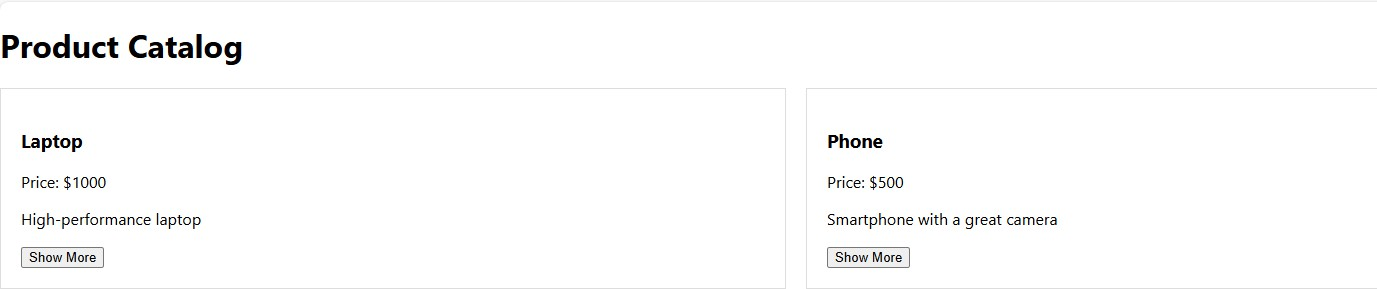 Product Catalog
Laptop
Price: $1000
High-performance laptop
Show More
Phone
Price: $500
Smartphone with a great camera
Show More